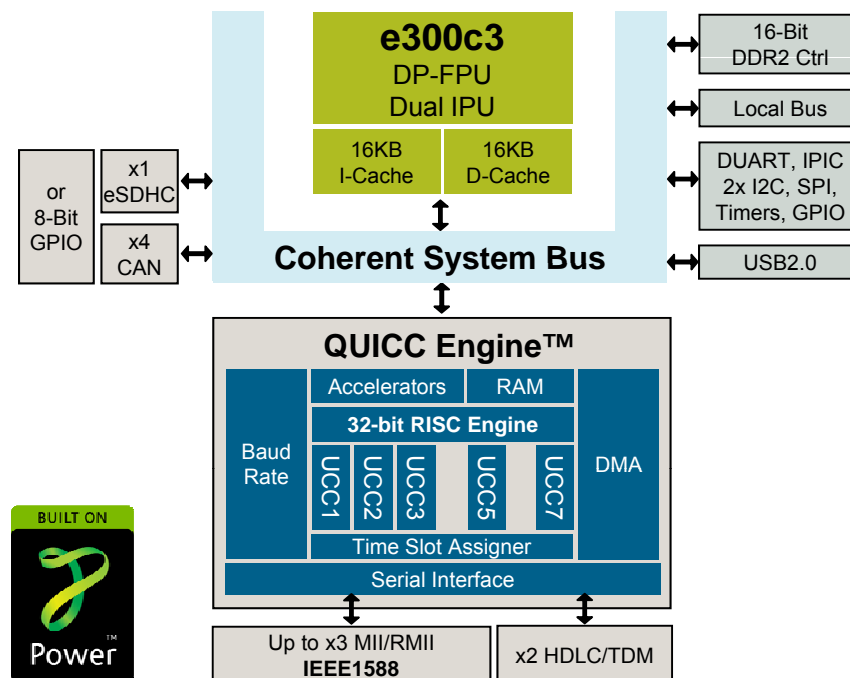 e300c3
DP-FPU
Dual IPU
16KB
I-Cache
16KB
D-Cache
16-Bit
DDR2 Ctrl
Local Bus
DUART, IPIC
2x I2C, SPI,
Timers, GPIO
USB2.0
or
8-Bit
GPIO
x1
eSDHC
x4
CAN
Coherent System Bus
QUICC Engine™
Accelerators
RAM
32-bit RISC Engine
Baud
Rate
UCC1
UCC2
UCC3
UCC5
UCC7
DMA
Time Slot Assigner
Serial Interface
Up to x3 MII/RMII
IEEE1588
x2 HDLC/TDM
BUILT ON
Power™